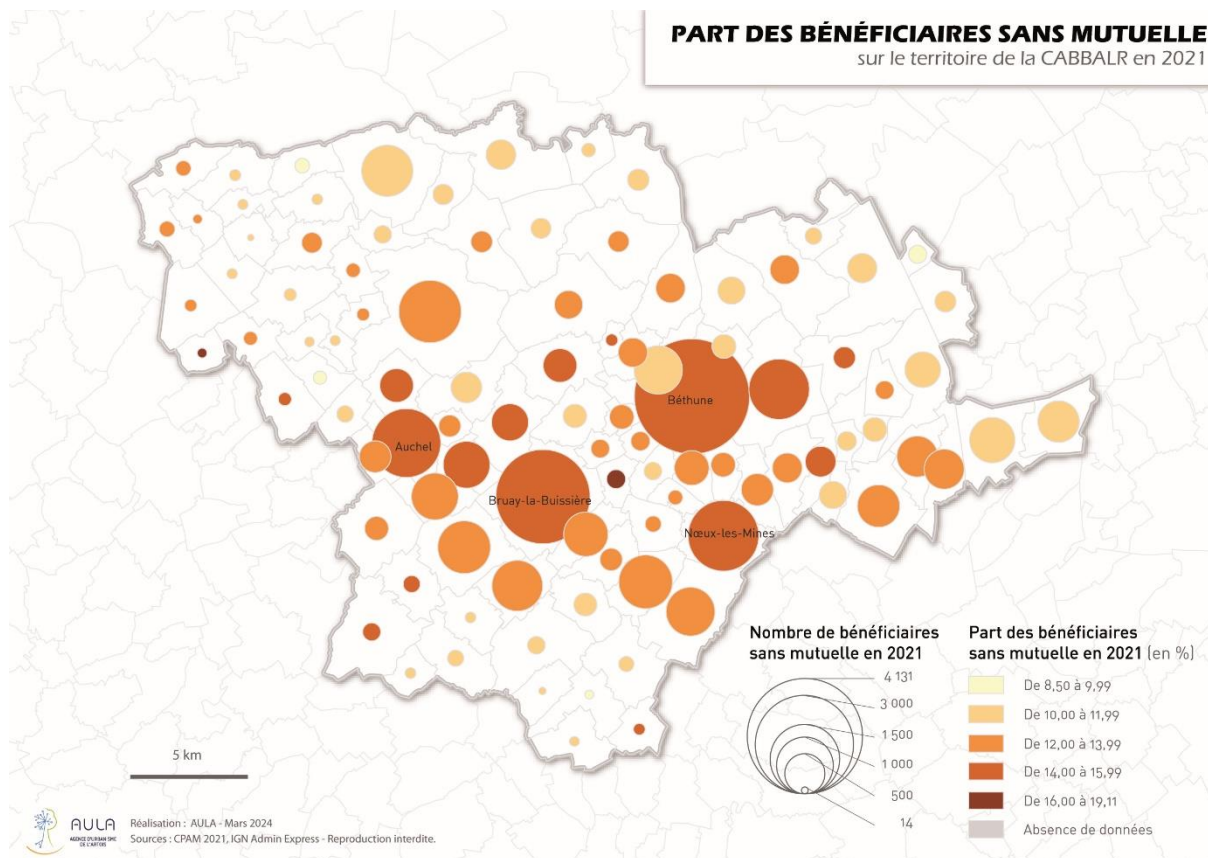 PART DES BÉNÉFICIAIRES SANS MUTUELLE
sur le territoire de la CABBALR en 2021
Béthune
Auchel
Bruay-la-Buissière
Nœux-les-Mines
Nombre de bénéficiaires
sans mutuelle en 2021
4 131
3 000
1 500
1 000
500
14
Part des bénéficiaires
sans mutuelle en 2021 (en %)
De 8,50 à 9,99
De 10,00 à 11,99
De 12,00 à 13,99
De 14,00 à 15,99
De 16,00 à 19,11
Absence de données
5 km
AULA
AGENCE D'URBANISME
DE L'ARTOIS
Réalisation : AULA - Mars 2024
Sources : CPAM 2021, IGN Admin Express - Reproduction interdite.